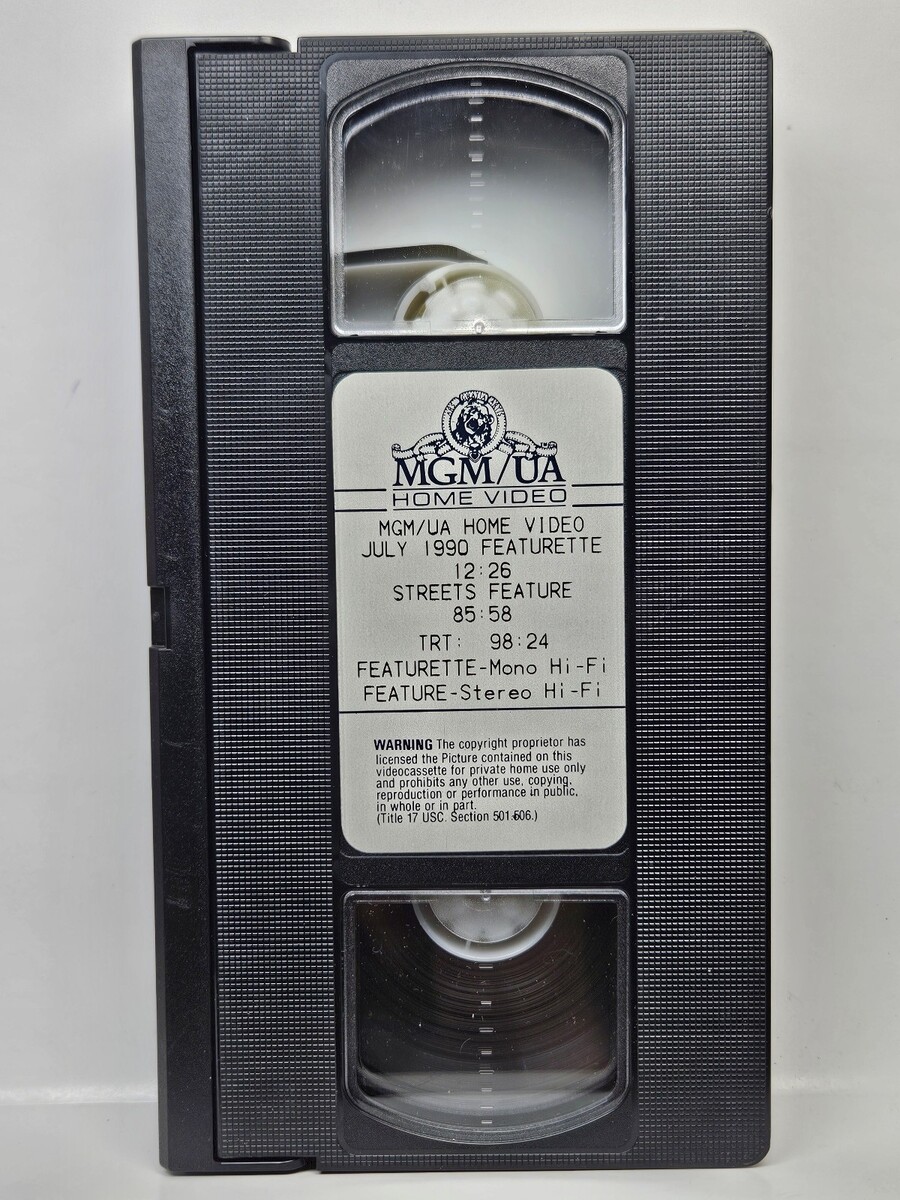 MGM/UA
HOME VIDEO
MGM/UA HOME VIDEO
JULY 1990 FEATURETTE
12:26
STREETS FEATURE
85:58
TRT: 98:24
FEATURETTE-Mono Hi-Fi
FEATURE-Stereo Hi-Fi
WARNING The copyright proprietor has
licensed the Picture contained on this
videocassette for private home use only
and prohibits any other use, copying,
reproduction or performance in public,
in whole or in part.
(Title 17 USC. Section 501-506.)